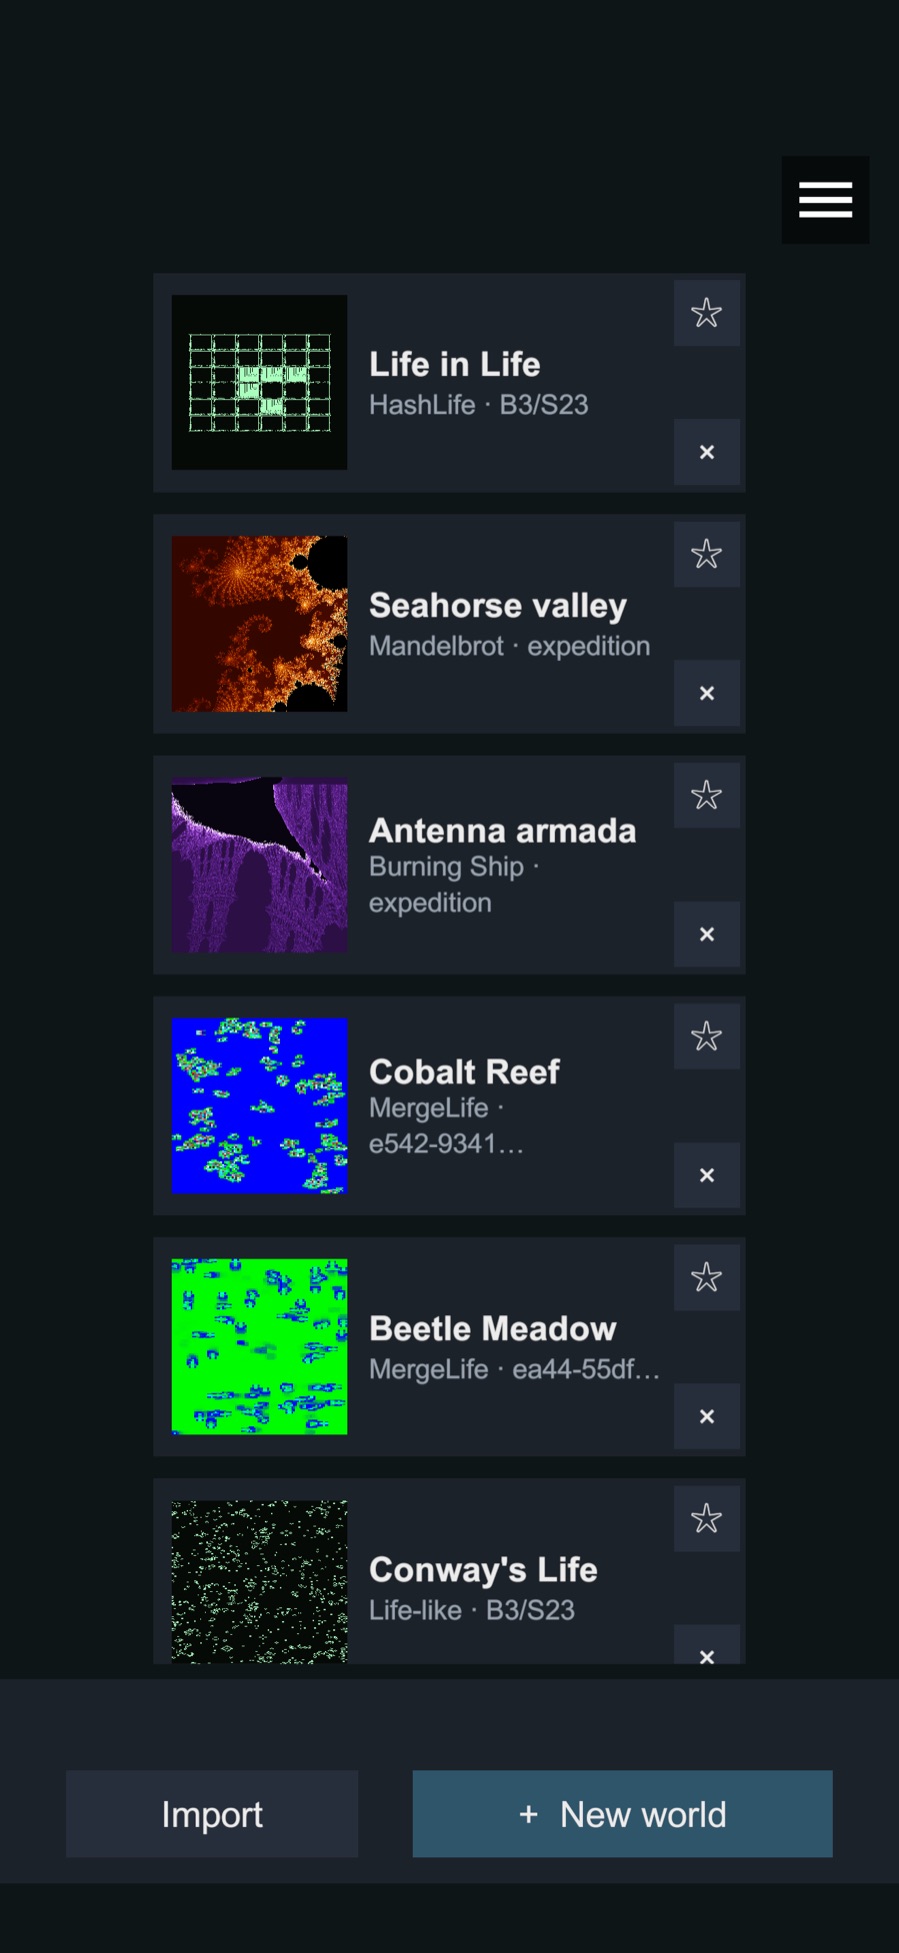 Life in Life
HashLife · B3/S23
×
Seahorse valley
Mandelbrot · expedition
×
Antenna armada
Burning Ship ·
expedition
×
Cobalt Reef
MergeLife ·
e542-9341…
×
Beetle Meadow
MergeLife · ea44-55df…
×
Conway's Life
Life-like · B3/S23
×
Import
+ New world